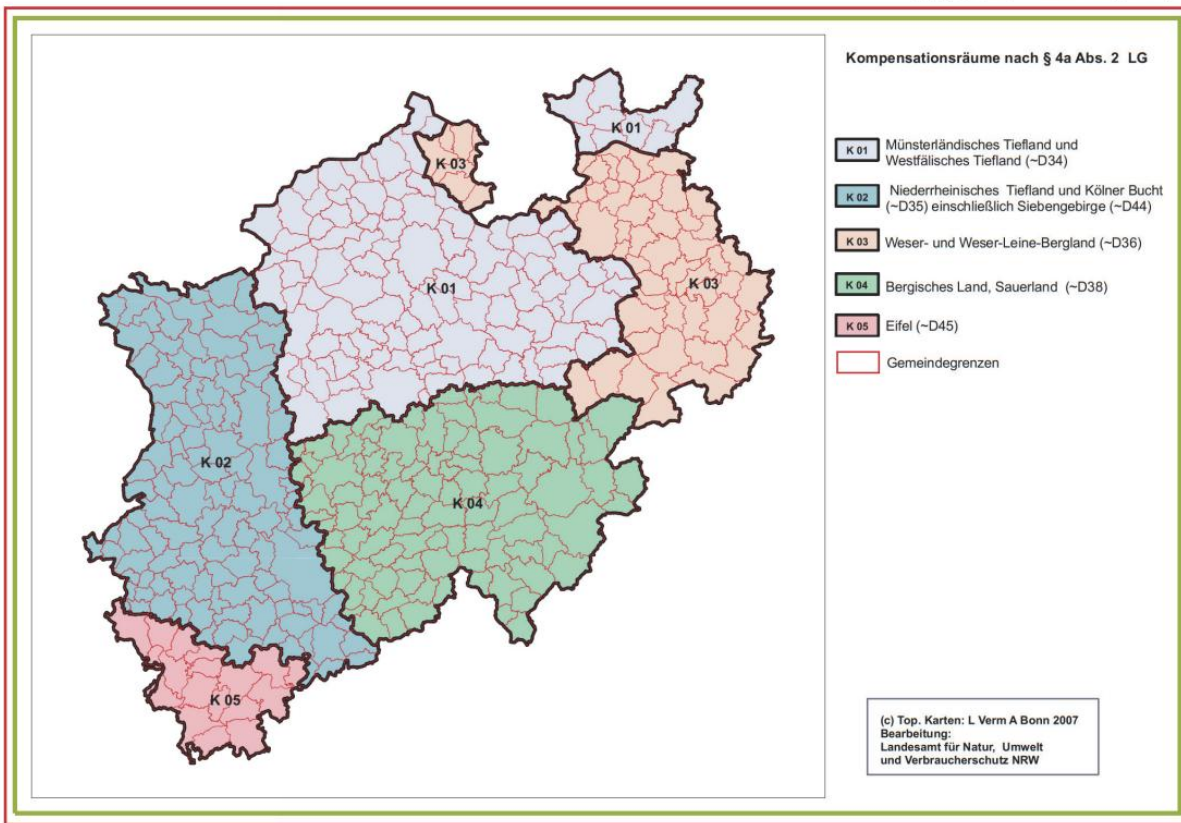 Kompensationsräume nach § 4a Abs. 2 LG
K 01
Münsterländisches Tiefland und
Westfälisches Tiefland (~D34)
K 02
Niederrheinisches Tiefland und Kölner Bucht
(~D35) einschließlich Siebengebirge (~D44)
K 03
Weser- und Weser-Leine-Bergland (~D36)
K 04
Bergisches Land, Sauerland (~D38)
K 05
Eifel (~D45)
Gemeindegrenzen
K 01
K 03
K 01
K 03
K 02
K 04
K 05
(c) Top. Karten: L Verm A Bonn 2007
Bearbeitung:
Landesamt für Natur, Umwelt
und Verbraucherschutz NRW